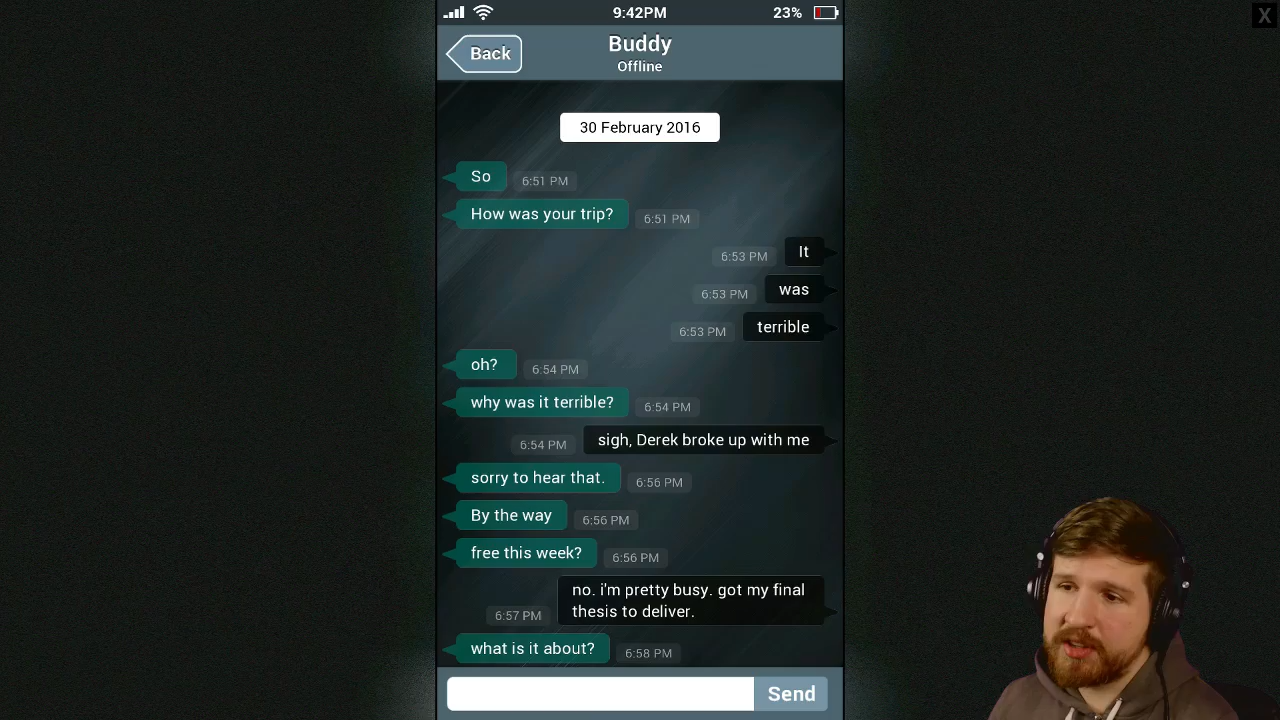 9:42PM
23%
X
Back
Buddy
Offline
30 February 2016
So
6:51 PM
How was your trip?
6:51 PM
6:53 PM
It
6:53 PM
was
6:53 PM
terrible
oh?
6:54 PM
why was it terrible?
6:54 PM
6:54 PM
sigh, Derek broke up with me
sorry to hear that.
6:56 PM
By the way
6:56 PM
free this week?
6:56 PM
no. i'm pretty busy. got my final
thesis to deliver.
6:57 PM
what is it about?
6:58 PM
Send